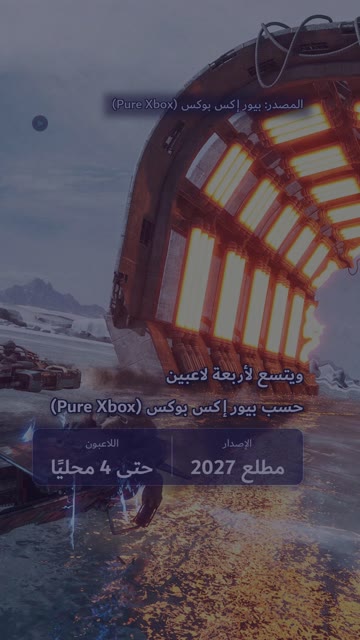 المصدر: بيور إكس بوكس (Pure Xbox)
ويتسع لأربعة لاعبين
حسب بيور إكس بوكس (Pure Xbox)
الإصدار
مطلع 2027
اللاعبون
حتى 4 محليًا